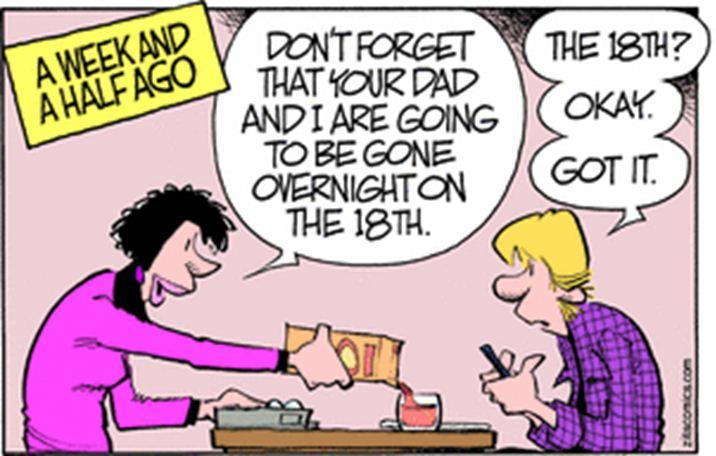 A WEEK AND
A HALF AGO
DON'T FORGET
THAT YOUR DAD
AND I ARE GOING
TO BE GONE
OVERNIGHT ON
THE 18TH.
THE 18TH?
OKAY.
GOT IT.
zitscomics.com